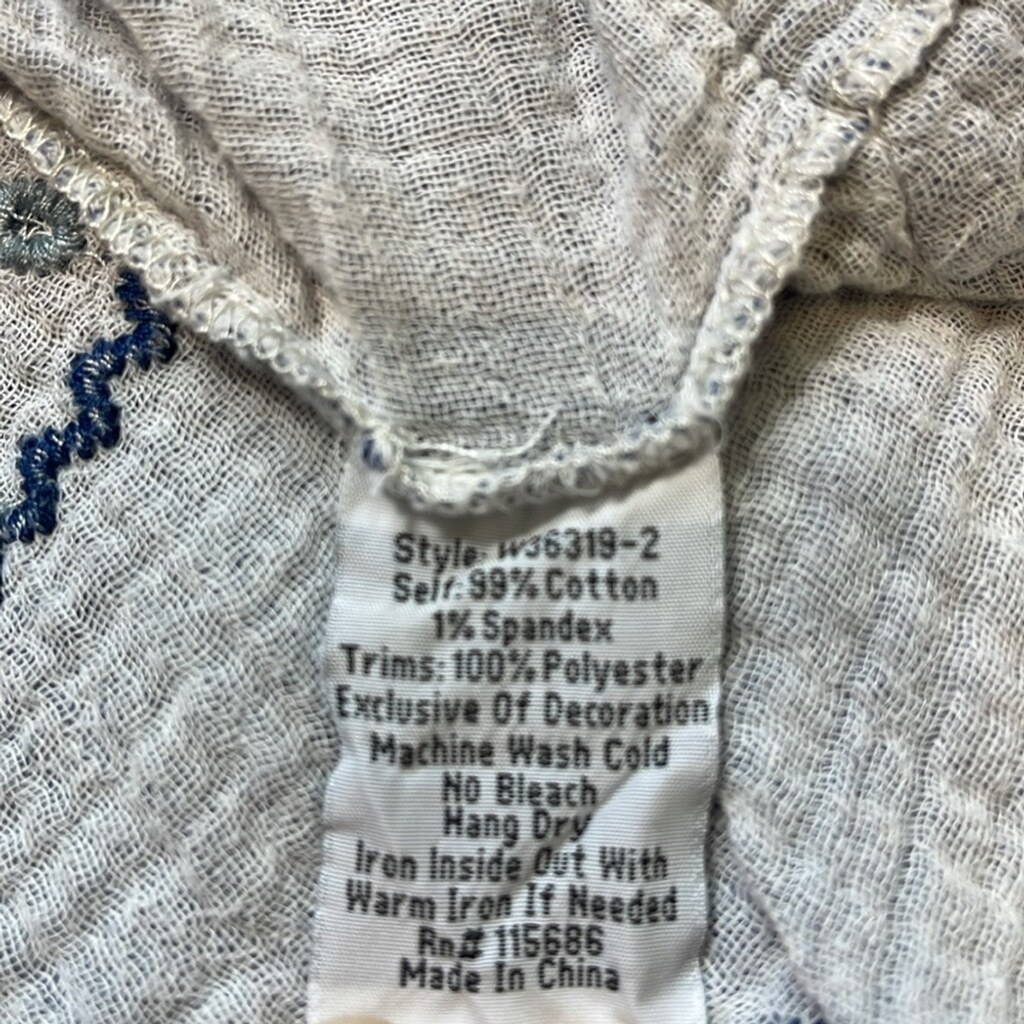 Style: W36319-2
Self: 99% Cotton
1% Spandex
Trims: 100% Polyester
Exclusive Of Decoration
Machine Wash Cold
No Bleach
Hang Dry
Iron Inside Out With
Warm Iron If Needed
Rn# 115686
Made In China